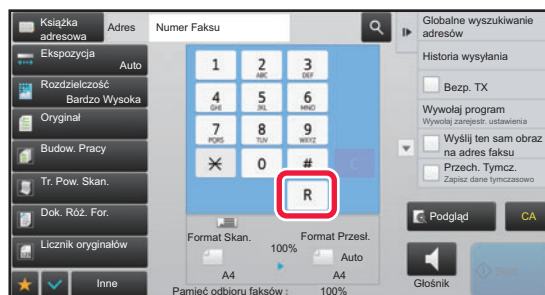 Książka
adresowa
Adres
Numer Faksu
Ekspozycja
Auto
Rozdzielczość
Bardzo Wysoka
Oryginał
Budow. Pracy
Tr. Pow. Skan.
Dok. Róż. For.
Licznik oryginałów
Inne
1
2
ABC
3
DEF
4
GHI
5
JKL
6
MNO
7
PQRS
8
TUV
9
WXYZ
0
#
C
R
Format Skan.
100%
Format Przesł.
Auto
A4
A4
Pamięć odbioru faksów :
100%
Globalne wyszukiwanie
adresów
Historia wysyłania
Bezp. TX
Wywołaj program
Wywołaj zarejestr. ustawienia
Wyślij ten sam obraz
na adres faksu
Przech. Tymcz.
Zapisz dane tymczasowo
Podgląd
CA
Głośnik
Start